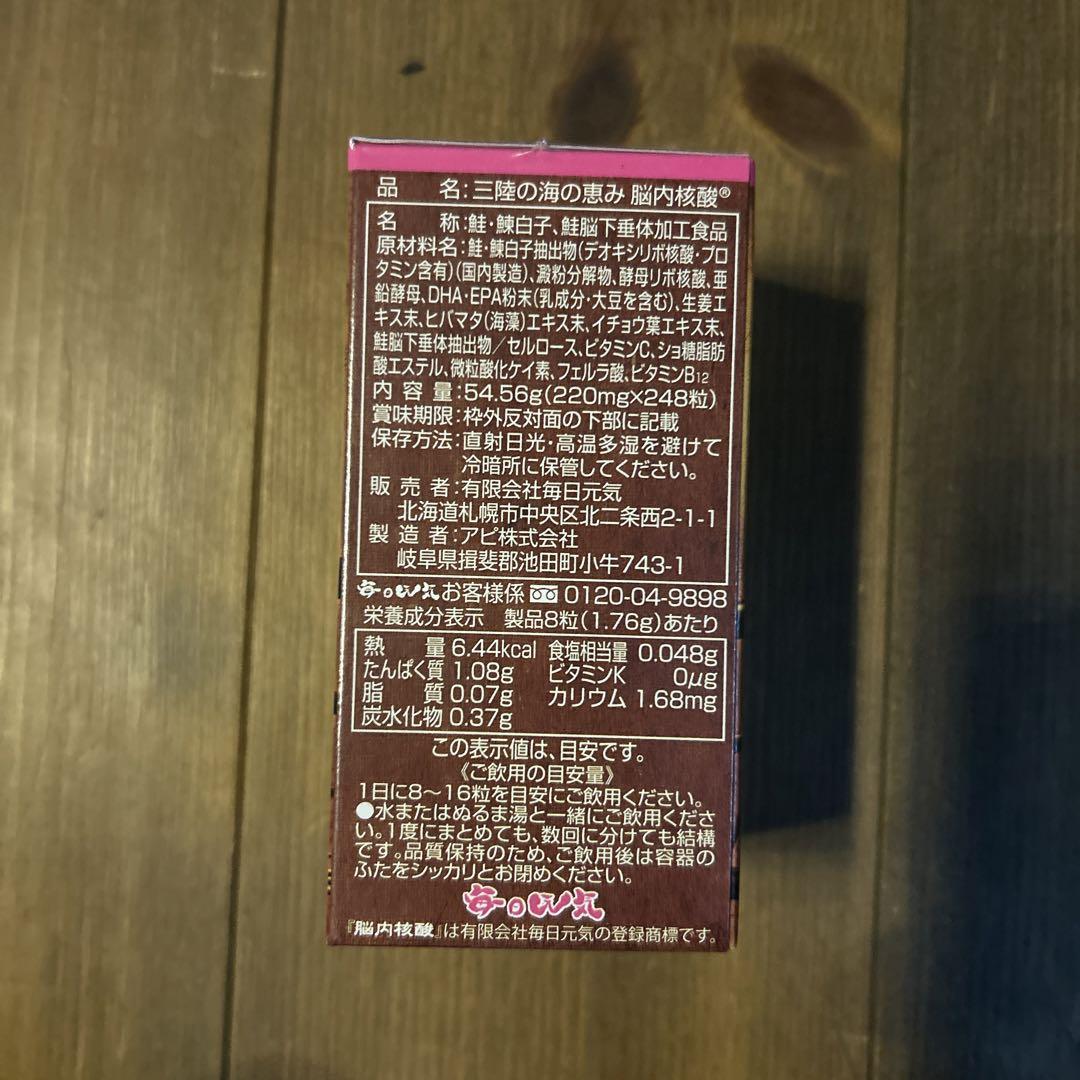 品　名：三陸の海の恵み 脳内核酸®
名　称：鮭・鰊白子、鮭脳下垂体加工食品
原材料名：鮭・鰊白子抽出物（デオキシリボ核酸・プロ
タミン含有）（国内製造）、澱粉分解物、酵母リボ核酸、亜
鉛酵母、DHA・EPA粉末（乳成分・大豆を含む）、生姜エ
キス末、ヒバマタ（海藻）エキス末、イチョウ葉エキス末、
鮭脳下垂体抽出物／セルロース、ビタミンC、ショ糖脂肪
酸エステル、微粒酸化ケイ素、フェルラ酸、ビタミンB12
内容量：54.56g（220mg×248粒）
賞味期限：枠外反対面の下部に記載
保存方法：直射日光・高温多湿を避けて
冷暗所に保管してください。
販売者：有限会社毎日元気
北海道札幌市中央区北二条西2-1-1
製造者：アピ株式会社
岐阜県揖斐郡池田町小牛743-1
毎日元気お客様係 0120-04-9898
栄養成分表示　製品8粒（1.76g）あたり
熱量 6.44kcal 食塩相当量 0.048g
たんぱく質 1.08g ビタミンK 0μg
脂質 0.07g カリウム 1.68mg
炭水化物 0.37g
この表示値は、目安です。
《ご飲用の目安量》
1日に8～16粒を目安にご飲用ください。
●水またはぬるま湯と一緒にご飲用くださ
い。1度にまとめても、数回に分けても結構
です。品質保持のため、ご飲用後は容器の
ふたをシッカリとお閉めください。
毎日元気
『脳内核酸』は有限会社毎日元気の登録商標です。